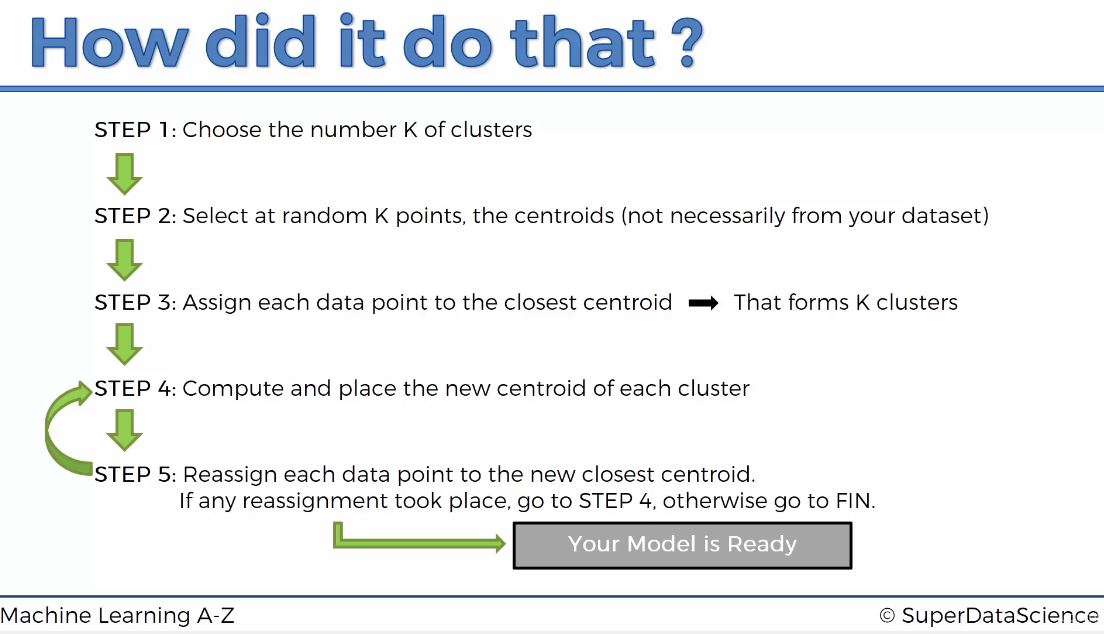 How did it do that ?
STEP 1: Choose the number K of clusters
STEP 2: Select at random K points, the centroids (not necessarily from your dataset)
STEP 3: Assign each data point to the closest centroid ➡ That forms K clusters
STEP 4: Compute and place the new centroid of each cluster
STEP 5: Reassign each data point to the new closest centroid.
If any reassignment took place, go to STEP 4, otherwise go to FIN.
Your Model is Ready
Machine Learning A-Z
© SuperDataScience